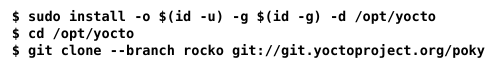 $ sudo install -o $(id -u) -g $(id -g) -d /opt/yocto
$ cd /opt/yocto
$ git clone --branch rocko git://git.yoctoproject.org/poky